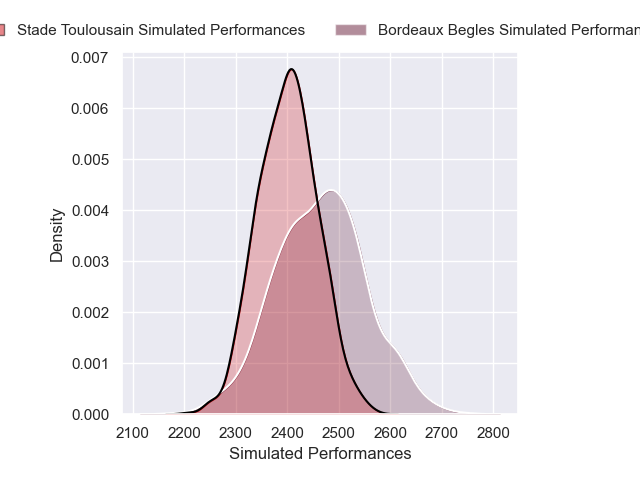 Stade Toulousain Simulated Performances
Bordeaux Begles Simulated
0.007
0.006
0.005
0.004
0.003
0.002
0.001
0.000
Density
2100 2200 2300 2400 2500 2600 2700 2800
Simulated Performances